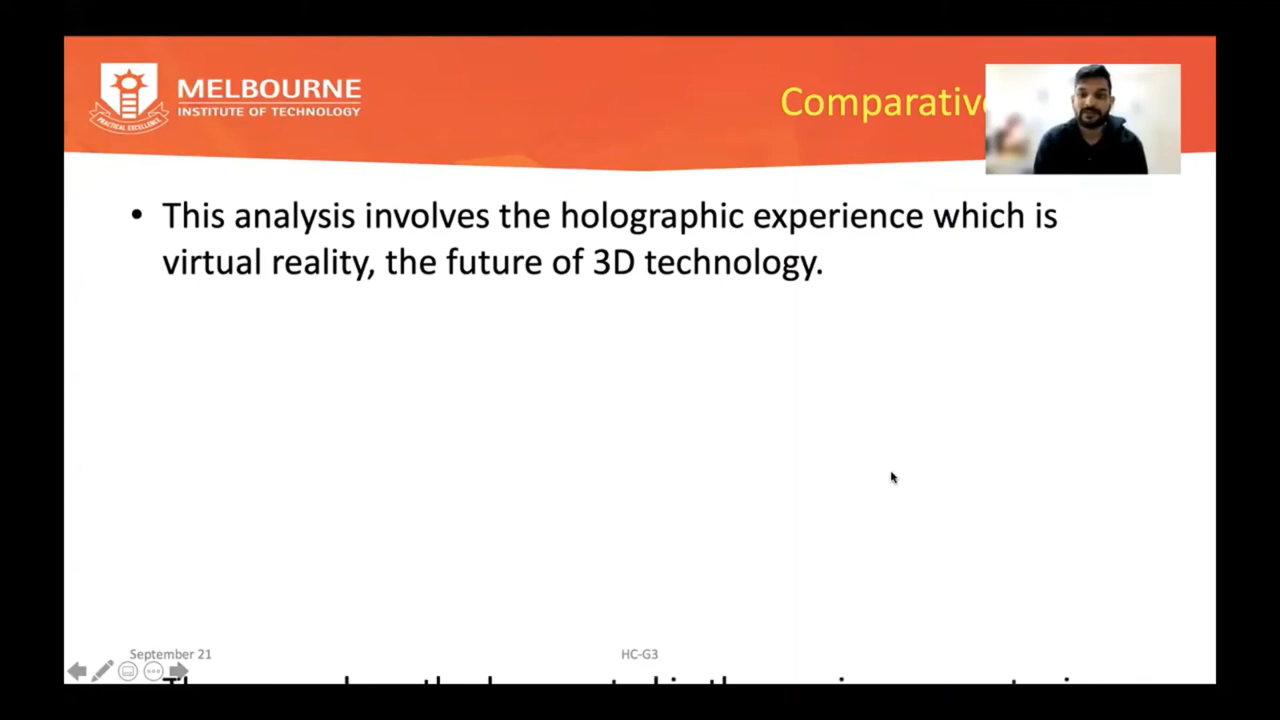 MELBOURNE
INSTITUTE OF TECHNOLOGY
PRACTICAL EXCELLENCE
• This analysis involves the holographic experience which is
virtual reality, the future of 3D technology.
September 21
HC-G3